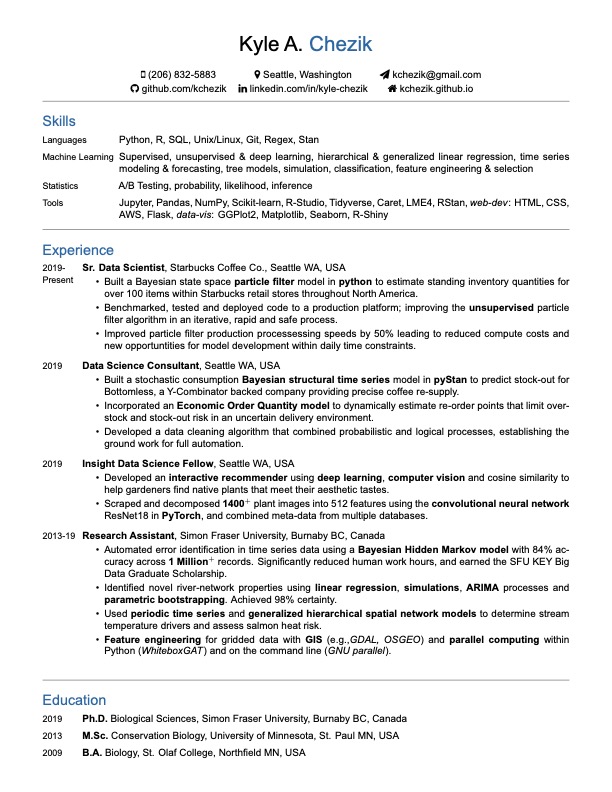 Kyle A. Chezik
(206) 832-5883 Seattle, Washington kchezik@gmail.com
github.com/kchezik linkedin.com/in/kyle-chezik kchezik.github.io
Skills
Languages Python, R, SQL, Unix/Linux, Git, Regex, Stan
Machine Learning Supervised, unsupervised & deep learning, hierarchical & generalized linear regression, time series
modeling & forecasting, tree models, simulation, classification, feature engineering & selection
Statistics A/B Testing, probability, likelihood, inference
Tools Jupyter, Pandas, NumPy, Scikit-learn, R-Studio, Tidyverse, Caret, LME4, RStan, web-dev: HTML, CSS,
AWS, Flask, data-vis: GGPlot2, Matplotlib, Seaborn, R-Shiny
Experience
2019- Sr. Data Scientist, Starbucks Coffee Co., Seattle WA, USA
Present • Built a Bayesian state space particle filter model in python to estimate standing inventory quantities for
over 100 items within Starbucks retail stores throughout North America.
• Benchmarked, tested and deployed code to a production platform; improving the unsupervised particle
filter algorithm in an iterative, rapid and safe process.
• Improved particle filter production processessing speeds by 50% leading to reduced compute costs and
new opportunities for model development within daily time constraints.
2019 Data Science Consultant, Seattle WA, USA
• Built a stochastic consumption Bayesian structural time series model in pyStan to predict stock-out for
Bottomless, a Y-Combinator backed company providing precise coffee re-supply.
• Incorporated an Economic Order Quantity model to dynamically estimate re-order points that limit over-
stock and stock-out risk in an uncertain delivery environment.
• Developed a data cleaning algorithm that combined probabilistic and logical processes, establishing the
ground work for full automation.
2019 Insight Data Science Fellow, Seattle WA, USA
• Developed an interactive recommender using deep learning, computer vision and cosine similarity to
help gardeners find native plants that meet their aesthetic tastes.
• Scraped and decomposed 1400+ plant images into 512 features using the convolutional neural network
ResNet18 in PyTorch, and combined meta-data from multiple databases.
2013-19 Research Assistant, Simon Fraser University, Burnaby BC, Canada
• Automated error identification in time series data using a Bayesian Hidden Markov model with 84% ac-
curacy across 1 Million+ records. Significantly reduced human work hours, and earned the SFU KEY Big
Data Graduate Scholarship.
• Identified novel river-network properties using linear regression, simulations, ARIMA processes and
parametric bootstrapping. Achieved 98% certainty.
• Used periodic time series and generalized hierarchical spatial network models to determine stream
temperature drivers and assess salmon heat risk.
• Feature engineering for gridded data with GIS (e.g.,GDAL, OSGEO) and parallel computing within
Python (WhiteboxGAT) and on the command line (GNU parallel).
Education
2019 Ph.D. Biological Sciences, Simon Fraser University, Burnaby BC, Canada
2013 M.Sc. Conservation Biology, University of Minnesota, St. Paul MN, USA
2009 B.A. Biology, St. Olaf College, Northfield MN, USA